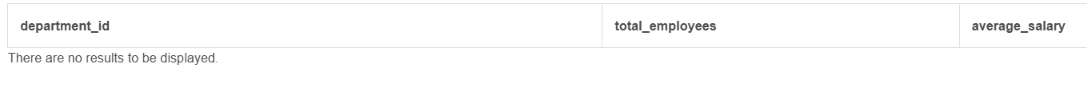 department_id total_employees average_salary
There are no results to be displayed.